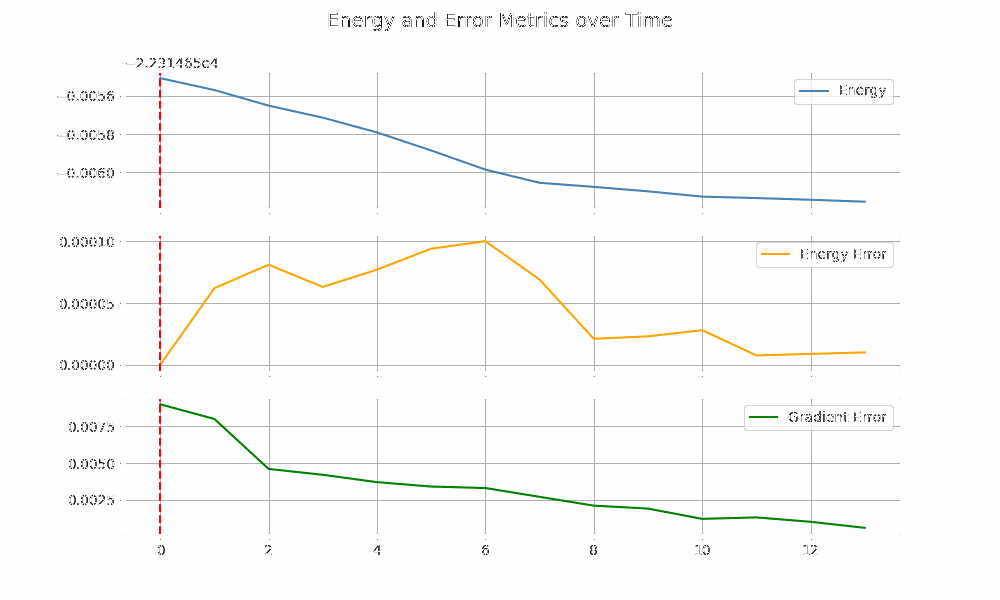 Energy and Error Metrics over Time
−2.231465e4
Energy
−0.0056
−0.0058
−0.0060
Energy Error
0.00010
0.00005
0.00000
Gradient Error
0.0075
0.0050
0.0025
0 2 4 6 8 10 12